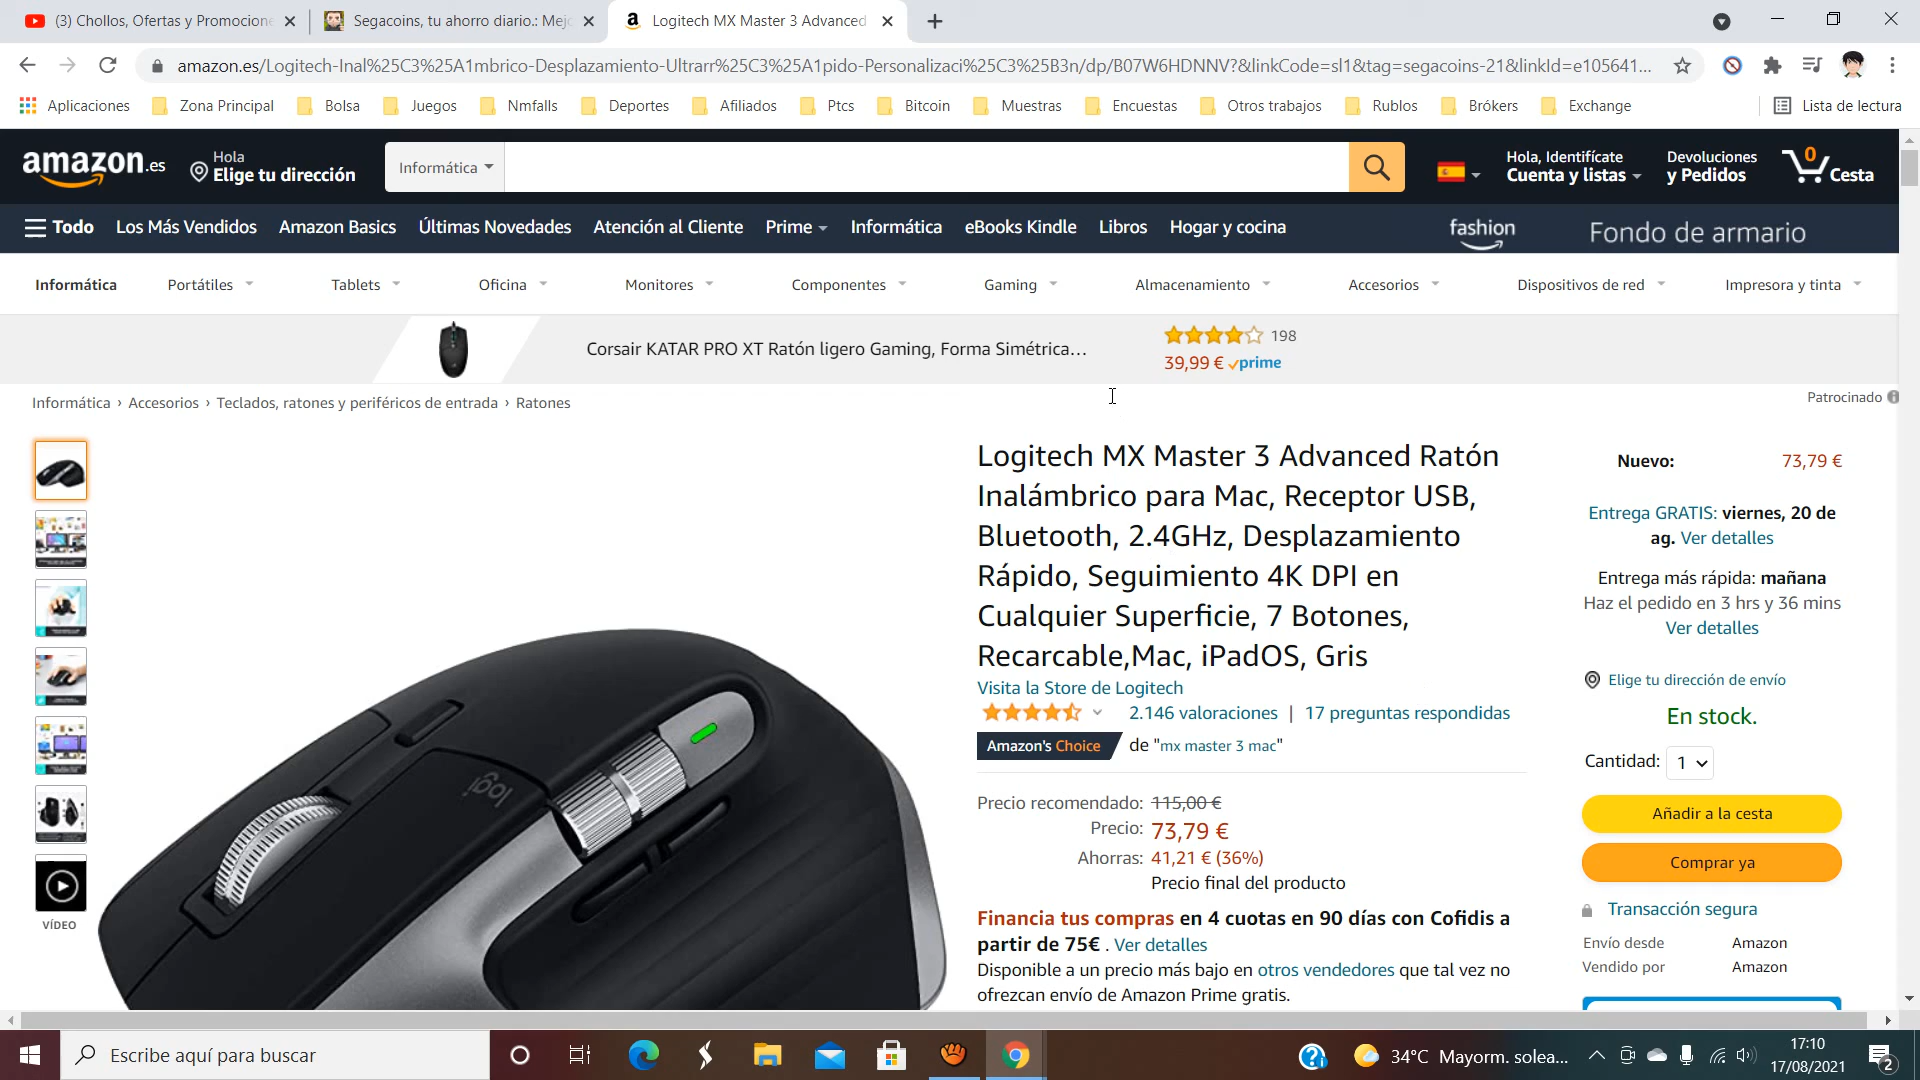 (3) Chollos, Ofertas y Promocione
Segacoins, tu ahorro diario.: Mejo
Logitech MX Master 3 Advanced
amazon.es/Logitech-Inal%25C3%25A1mbrico-Desplazamiento-Ultrarr%25C3%25A1pido-Personalizaci%25C3%25B3n/dp/B07W6HDNNV?&linkCode=sl1&tag=segacoins-21&linkId=e105641...
Aplicaciones
Zona Principal
Bolsa
Juegos
Nmfalls
Deportes
Afiliados
Ptcs
Bitcoin
Muestras
Encuestas
Otros trabajos
Rublos
Brókers
Exchange
Lista de lectura
amazon.es
Hola
Elige tu dirección
Informática
Hola, Identifícate
Cuenta y listas
Devoluciones
y Pedidos
0
Cesta
Todo
Los Más Vendidos
Amazon Basics
Últimas Novedades
Atención al Cliente
Prime
Informática
eBooks Kindle
Libros
Hogar y cocina
fashion
Fondo de armario
Informática
Portátiles
Tablets
Oficina
Monitores
Componentes
Gaming
Almacenamiento
Accesorios
Dispositivos de red
Impresora y tinta
Corsair KATAR PRO XT Ratón ligero Gaming, Forma Simétrica...
198
39,99 € prime
Informática › Accesorios › Teclados, ratones y periféricos de entrada › Ratones
Patrocinado
VÍDEO
logi
Logitech MX Master 3 Advanced Ratón
Inalámbrico para Mac, Receptor USB,
Bluetooth, 2.4GHz, Desplazamiento
Rápido, Seguimiento 4K DPI en
Cualquier Superficie, 7 Botones,
Recarcable,Mac, iPadOS, Gris
Visita la Store de Logitech
2.146 valoraciones | 17 preguntas respondidas
Amazon's Choice de "mx master 3 mac"
Precio recomendado: 115,00 €
Precio: 73,79 €
Ahorras: 41,21 € (36%)
Precio final del producto
Financia tus compras en 4 cuotas en 90 días con Cofidis a
partir de 75€ . Ver detalles
Disponible a un precio más bajo en otros vendedores que tal vez no
ofrezcan envío de Amazon Prime gratis.
Nuevo: 73,79 €
Entrega GRATIS: viernes, 20 de
ag. Ver detalles
Entrega más rápida: mañana
Haz el pedido en 3 hrs y 36 mins
Ver detalles
Elige tu dirección de envío
En stock.
Cantidad: 1
Añadir a la cesta
Comprar ya
Transacción segura
Envío desde Amazon
Vendido por Amazon
Escribe aquí para buscar
34°C Mayorm. solea...
17:10
17/08/2021
2